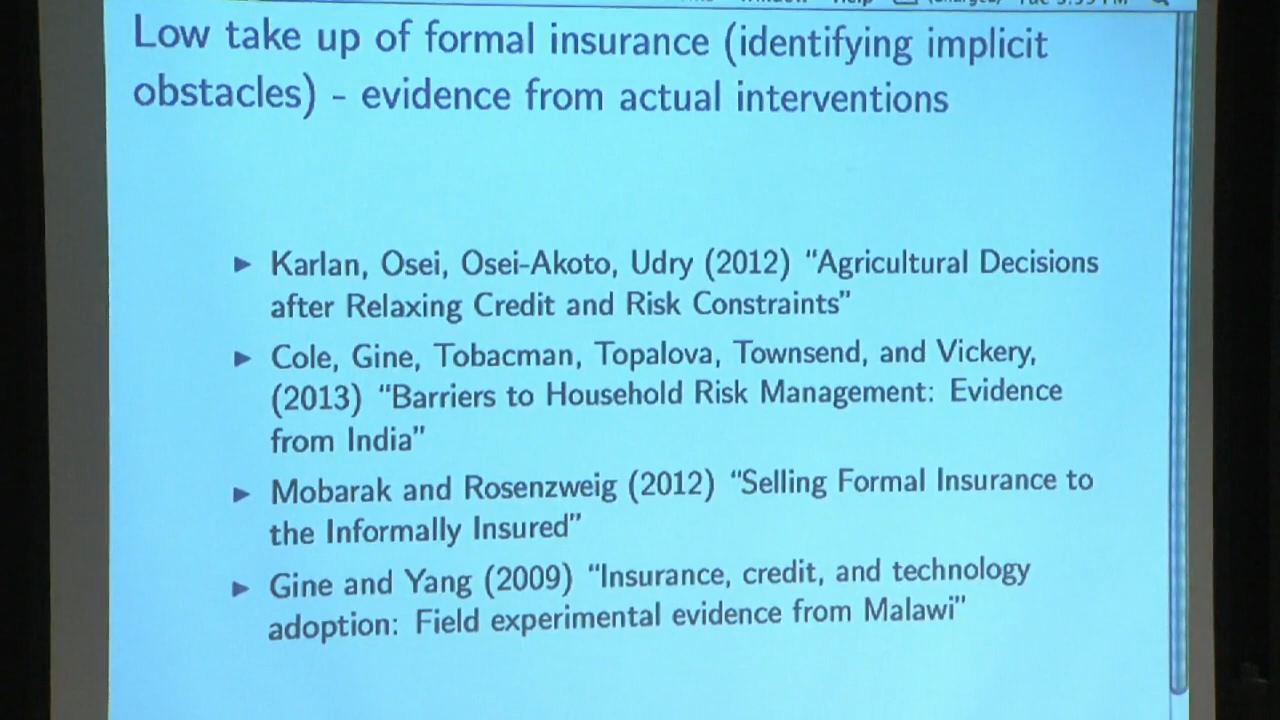 Low take up of formal insurance (identifying implicit
obstacles) - evidence from actual interventions
► Karlan, Osei, Osei-Akoto, Udry (2012) “Agricultural Decisions
after Relaxing Credit and Risk Constraints”
► Cole, Gine, Tobacman, Topalova, Townsend, and Vickery,
(2013) “Barriers to Household Risk Management: Evidence
from India”
► Mobarak and Rosenzweig (2012) “Selling Formal Insurance to
the Informally Insured”
► Gine and Yang (2009) “Insurance, credit, and technology
adoption: Field experimental evidence from Malawi”